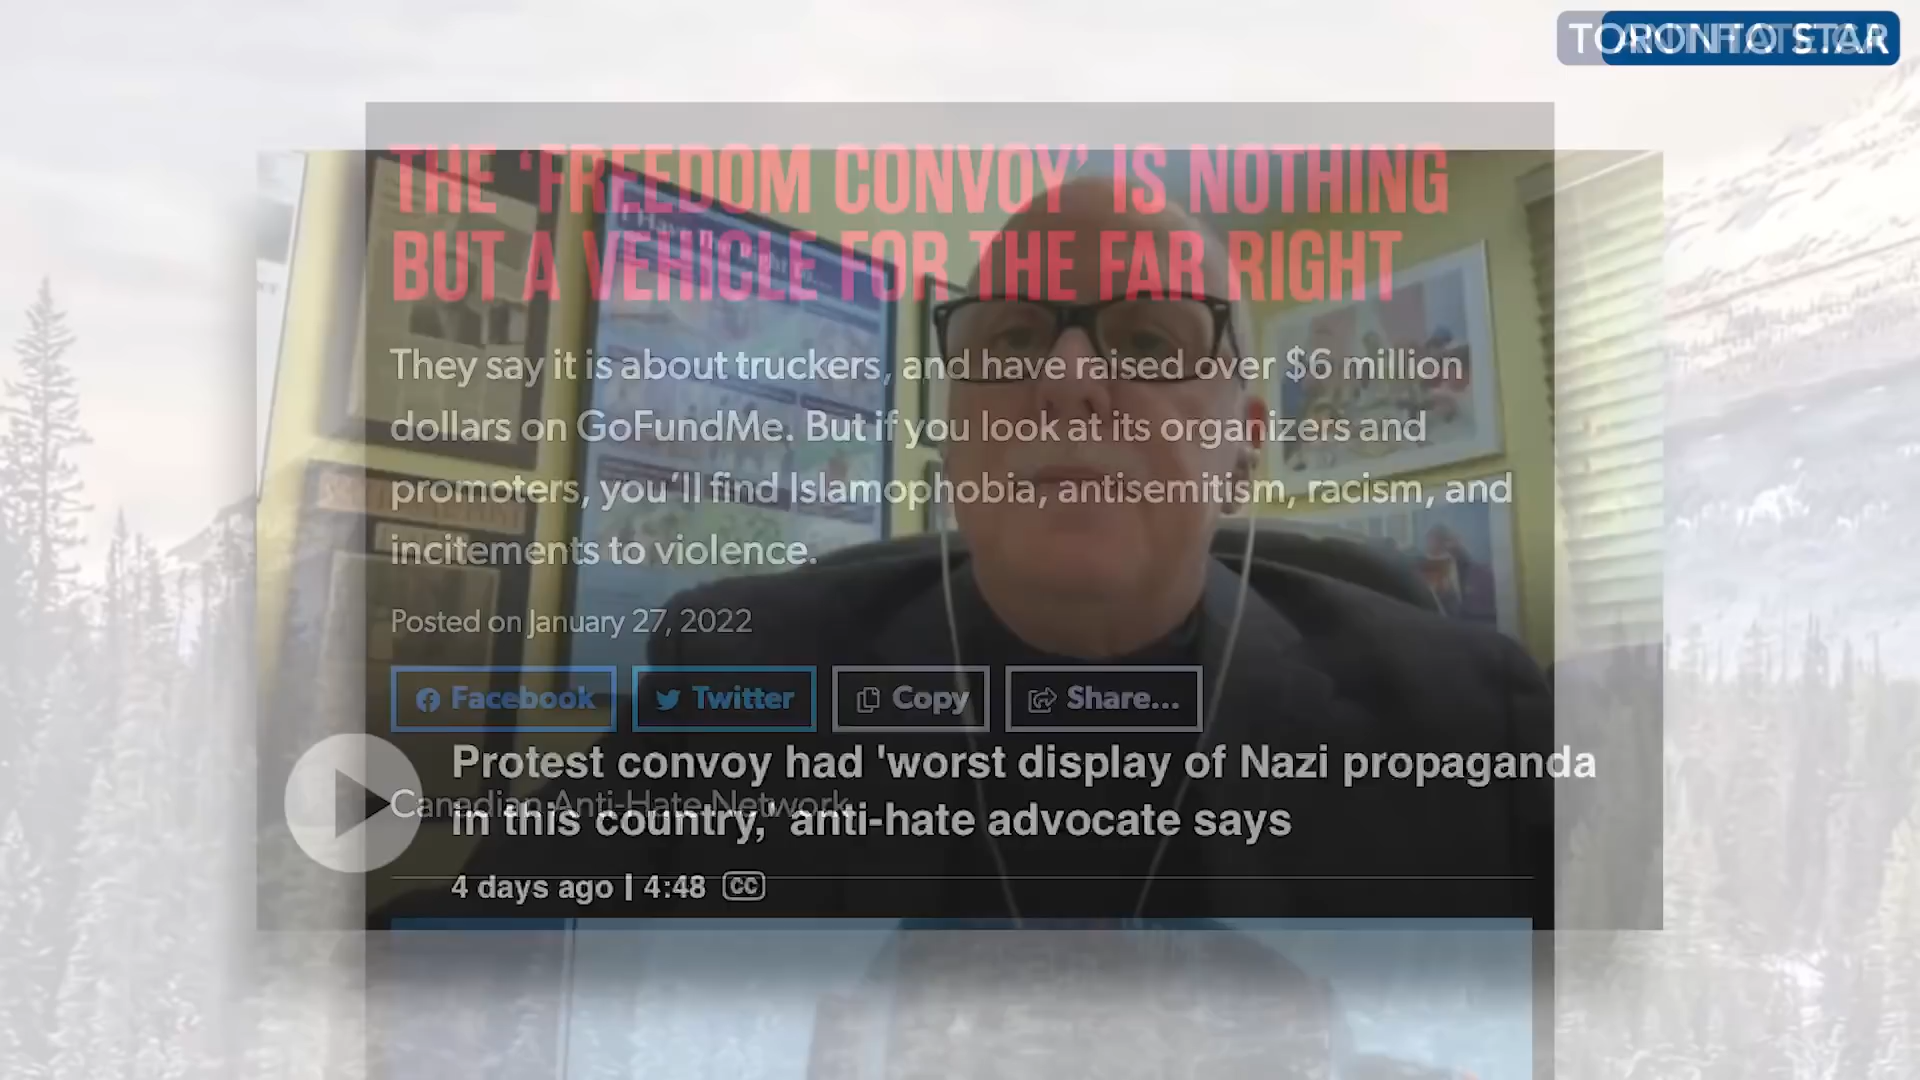 TORONTO STAR
ANTIHATE.CA
THE ‘FREEDOM CONVOY’ IS NOTHING
BUT A VEHICLE FOR THE FAR RIGHT
They say it is about truckers, and have raised over $6 million
dollars on GoFundMe. But if you look at its organizers and
promoters, you’ll find Islamophobia, antisemitism, racism, and
incitements to violence.
Posted on January 27, 2022
Facebook Twitter Copy Share...
Canadian Anti-Hate Network
Protest convoy had 'worst display of Nazi propaganda
in this country,' anti-hate advocate says
4 days ago | 4:48 CC